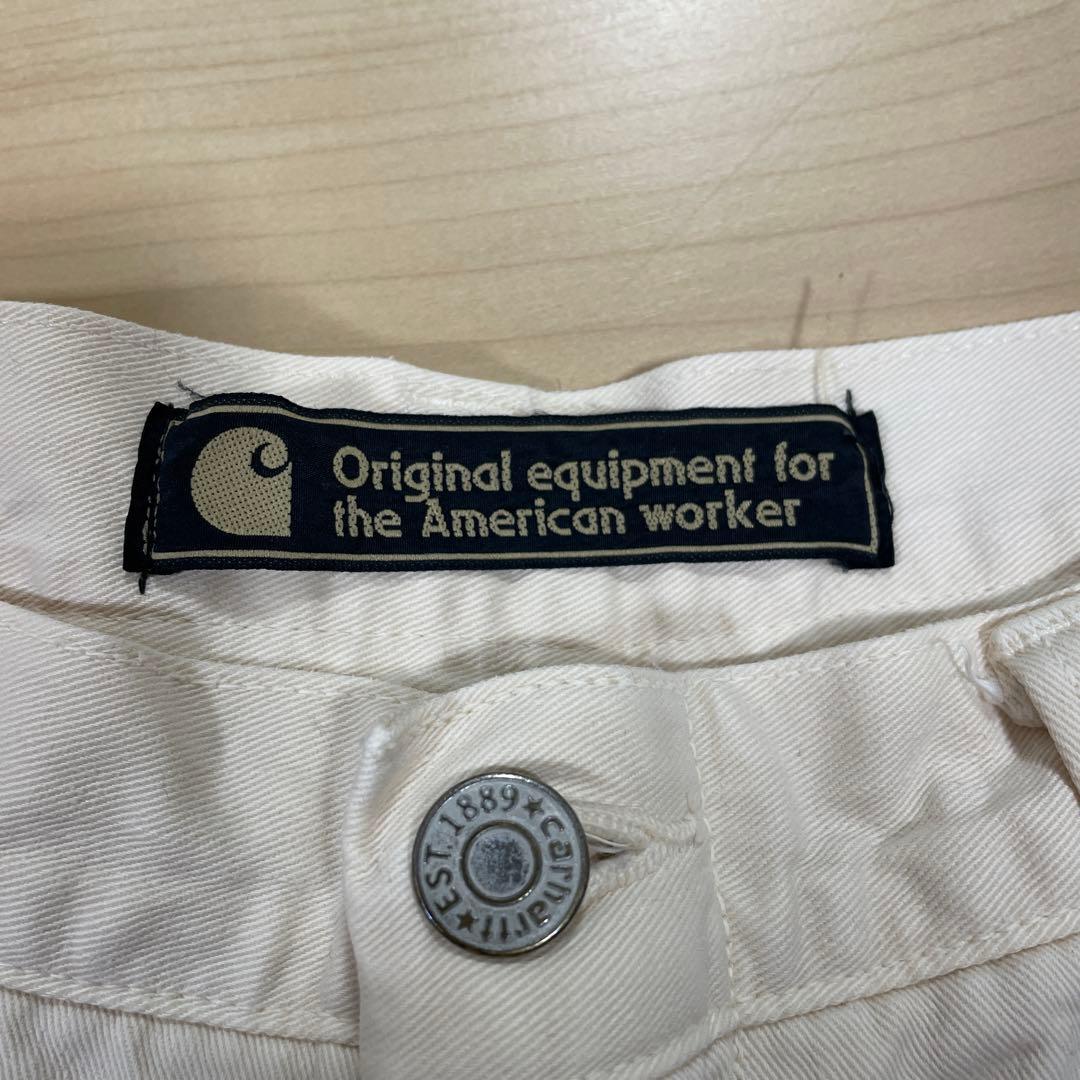 Original equipment for
the American worker
★ carhartt ★ EST. 1889